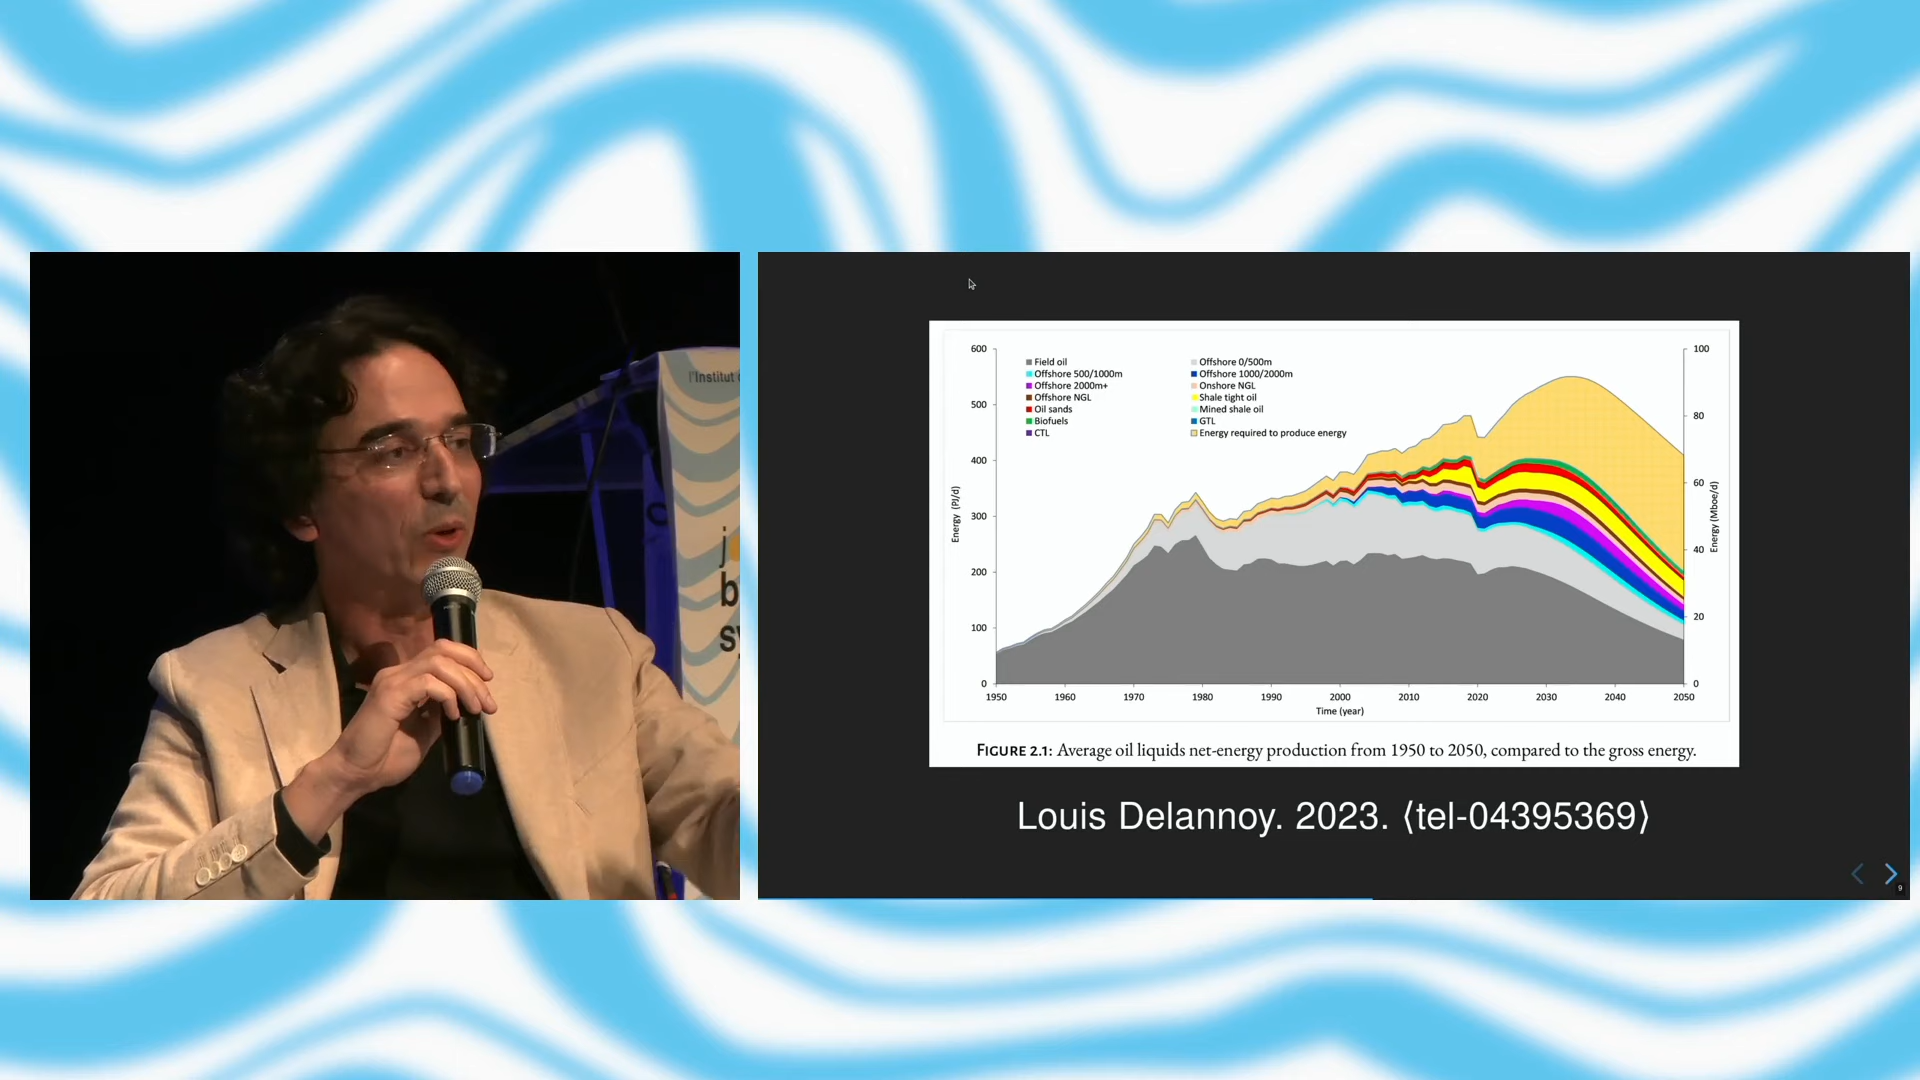 l'Institut
600
500
400
300
200
100
0
Energy (PJ/d)
Field oil
Offshore 0/500m
Offshore 500/1000m
Offshore 1000/2000m
Offshore 2000m+
Onshore NGL
Offshore NGL
Shale tight oil
Oil sands
Mined shale oil
Biofuels
GTL
CTL
Energy required to produce energy
100
80
60
40
20
0
Energy (Mboe/d)
1950 1960 1970 1980 1990 2000 2010 2020 2030 2040 2050
Time (year)
FIGURE 2.1: Average oil liquids net-energy production from 1950 to 2050, compared to the gross energy.
Louis Delannoy. 2023. ⟨tel-04395369⟩
9